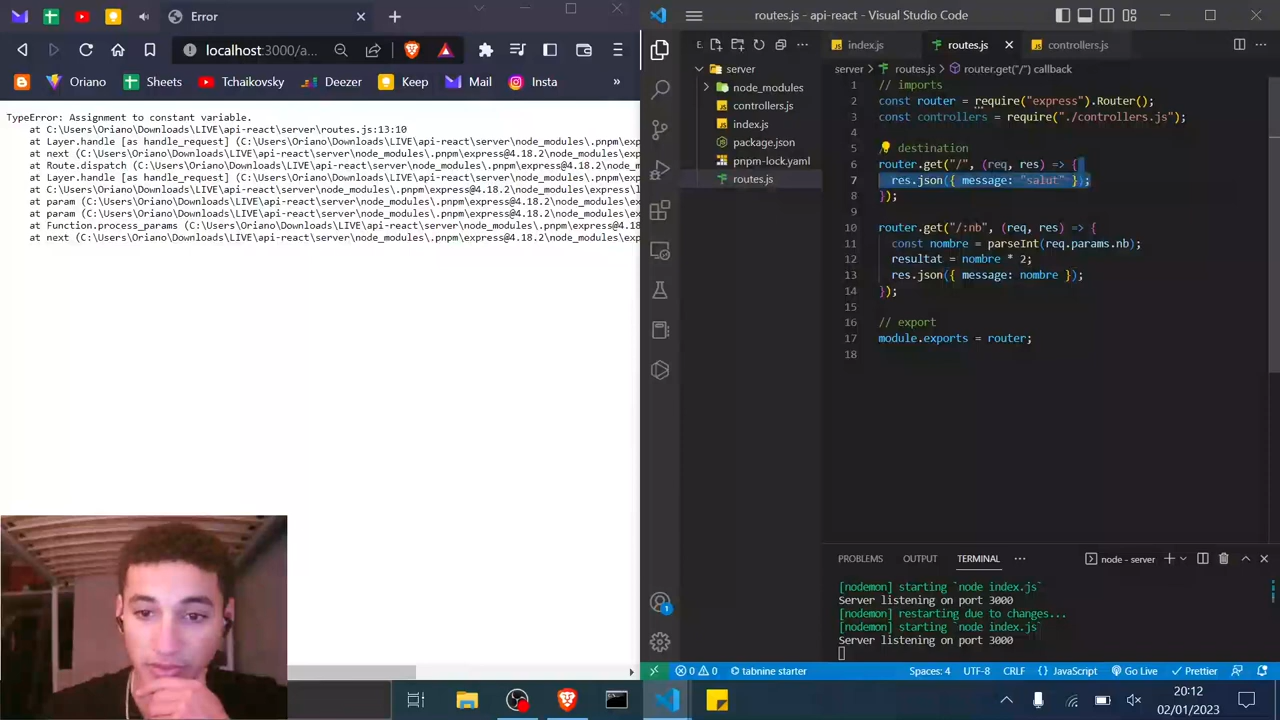 Error
localhost:3000/a...
Oriano
Sheets
Tchaikovsky
Deezer
Keep
Mail
Insta
»
TypeError: Assignment to constant variable.
at C:\Users\Oriano\Downloads\LIVE\api-react\server\routes.js:13:10
at Layer.handle [as handle_request] (C:\Users\Oriano\Downloads\LIVE\api-react\server\node_modules\.pnpm\expre
at next (C:\Users\Oriano\Downloads\LIVE\api-react\server\node_modules\.pnpm\express@4.18.2\node_modules\expre
at Route.dispatch (C:\Users\Oriano\Downloads\LIVE\api-react\server\node_modules\.pnpm\express@4.18.2\node_mod
at Layer.handle [as handle_request] (C:\Users\Oriano\Downloads\LIVE\api-react\server\node_modules\.pnpm\expre
at C:\Users\Oriano\Downloads\LIVE\api-react\server\node_modules\.pnpm\express@4.18.2\node_modules\express\l
at param (C:\Users\Oriano\Downloads\LIVE\api-react\server\node_modules\.pnpm\express@4.18.2\node_modules\exp
at param (C:\Users\Oriano\Downloads\LIVE\api-react\server\node_modules\.pnpm\express@4.18.2\node_modules\exp
at Function.process_params (C:\Users\Oriano\Downloads\LIVE\api-react\server\node_modules\.pnpm\express@4.18.
at next (C:\Users\Oriano\Downloads\LIVE\api-react\server\node_modules\.pnpm\express@4.18.2\node_modules\exp
routes.js - api-react - Visual Studio Code
E.
index.js
routes.js
controllers.js
server
node_modules
controllers.js
index.js
package.json
pnpm-lock.yaml
routes.js
server > routes.js > router.get("/") callback
1 // imports
2 const router = require("express").Router();
3 const controllers = require("./controllers.js");
4
5 // destination
6 router.get("/", (req, res) => {
7 res.json({ message: "salut" });
8 });
9
10 router.get("/:nb", (req, res) => {
11 const nombre = parseInt(req.params.nb);
12 resultat = nombre * 2;
13 res.json({ message: nombre });
14 });
15
16 // export
17 module.exports = router;
18
PROBLEMS
OUTPUT
TERMINAL
node - server
[nodemon] starting `node index.js`
Server listening on port 3000
[nodemon] restarting due to changes...
[nodemon] starting `node index.js`
Server listening on port 3000
1
0 0
tabnine starter
Spaces: 4
UTF-8
CRLF
{ } JavaScript
Go Live
Prettier
20:12
02/01/2023